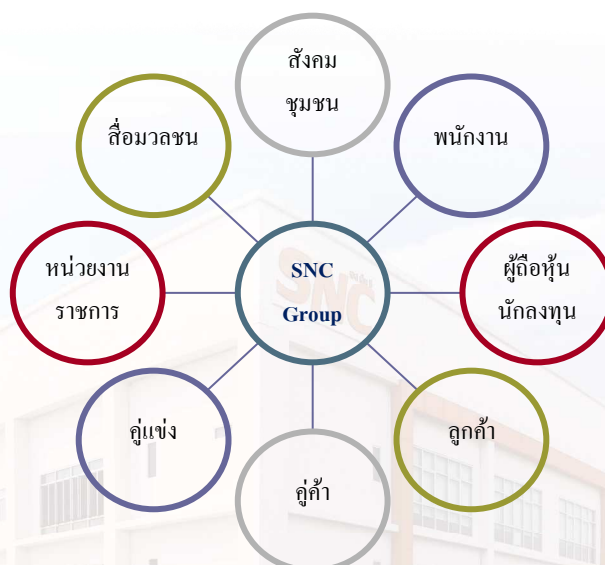 สังคม
ชุมชน
สื่อมวลชน
พนักงาน
หน่วยงาน
ราชการ
SNC
Group
SNC
ผู้ถือหุ้น
นักลงทุน
คู่แข่ง
ลูกค้า
คู่ค้า